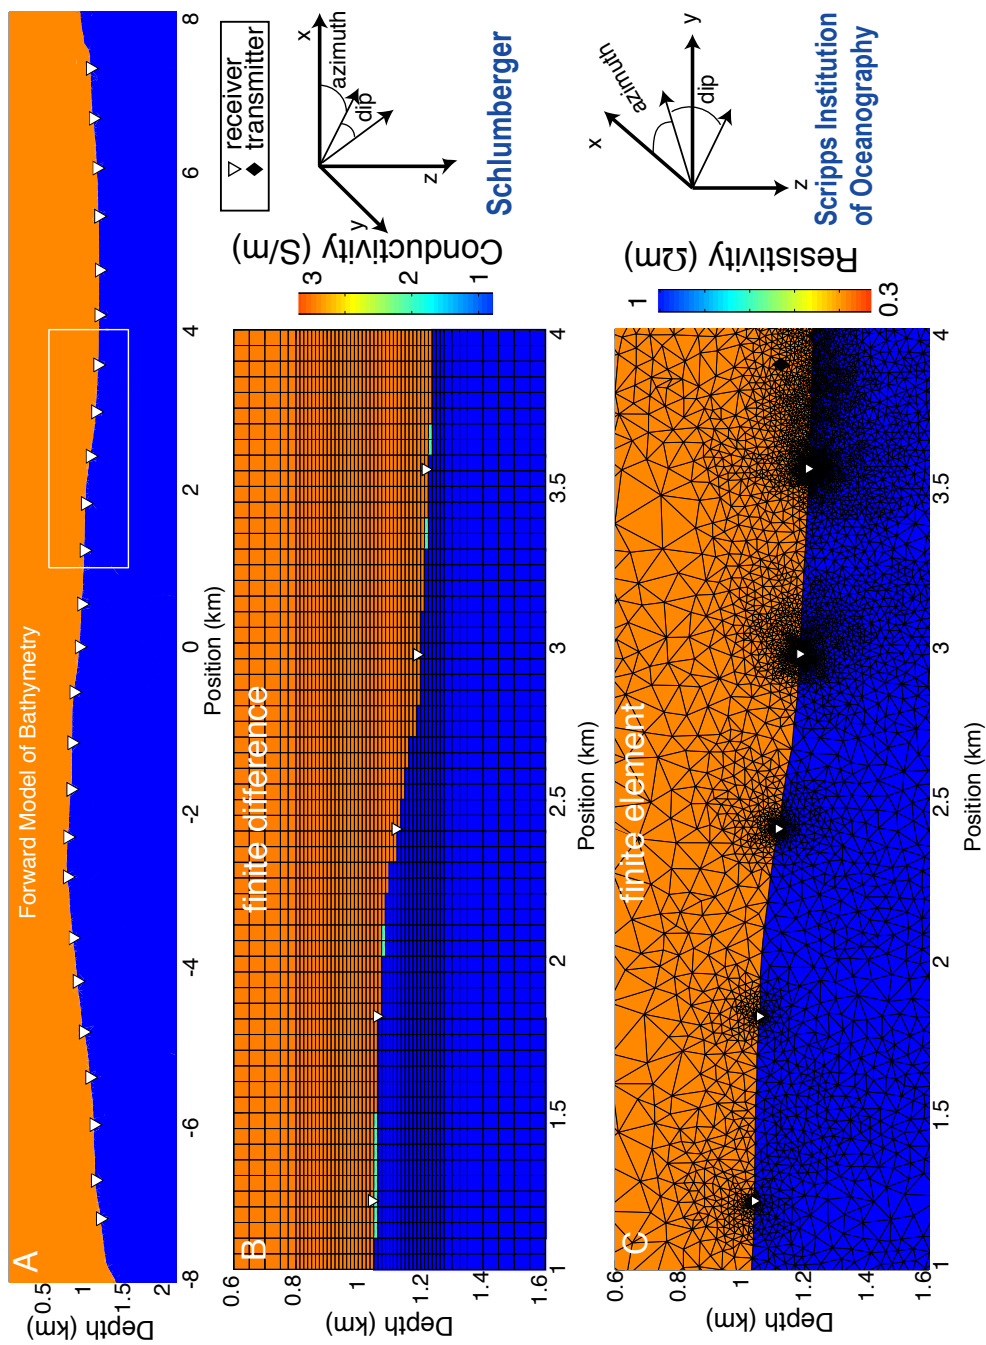 A
Forward Model of Bathymetry
Depth (km)
0.5
1
1.5
2
-8
-6
-4
-2
0
2
4
6
8
Position (km)
B
finite difference
Depth (km)
0.6
0.8
1
1.2
1.4
1.6
1
1.5
2
2.5
3
3.5
4
Position (km)
Conductivity (S/m)
3
2
1
receiver
transmitter
x
azimuth
dip
y
z
Schlumberger
C
finite element
Depth (km)
0.6
0.8
1
1.2
1.4
1.6
1
1.5
2
2.5
3
3.5
4
Position (km)
Resistivity (Ωm)
1
0.3
x
azimuth
dip
y
z
Scripps Institution
of Oceanography